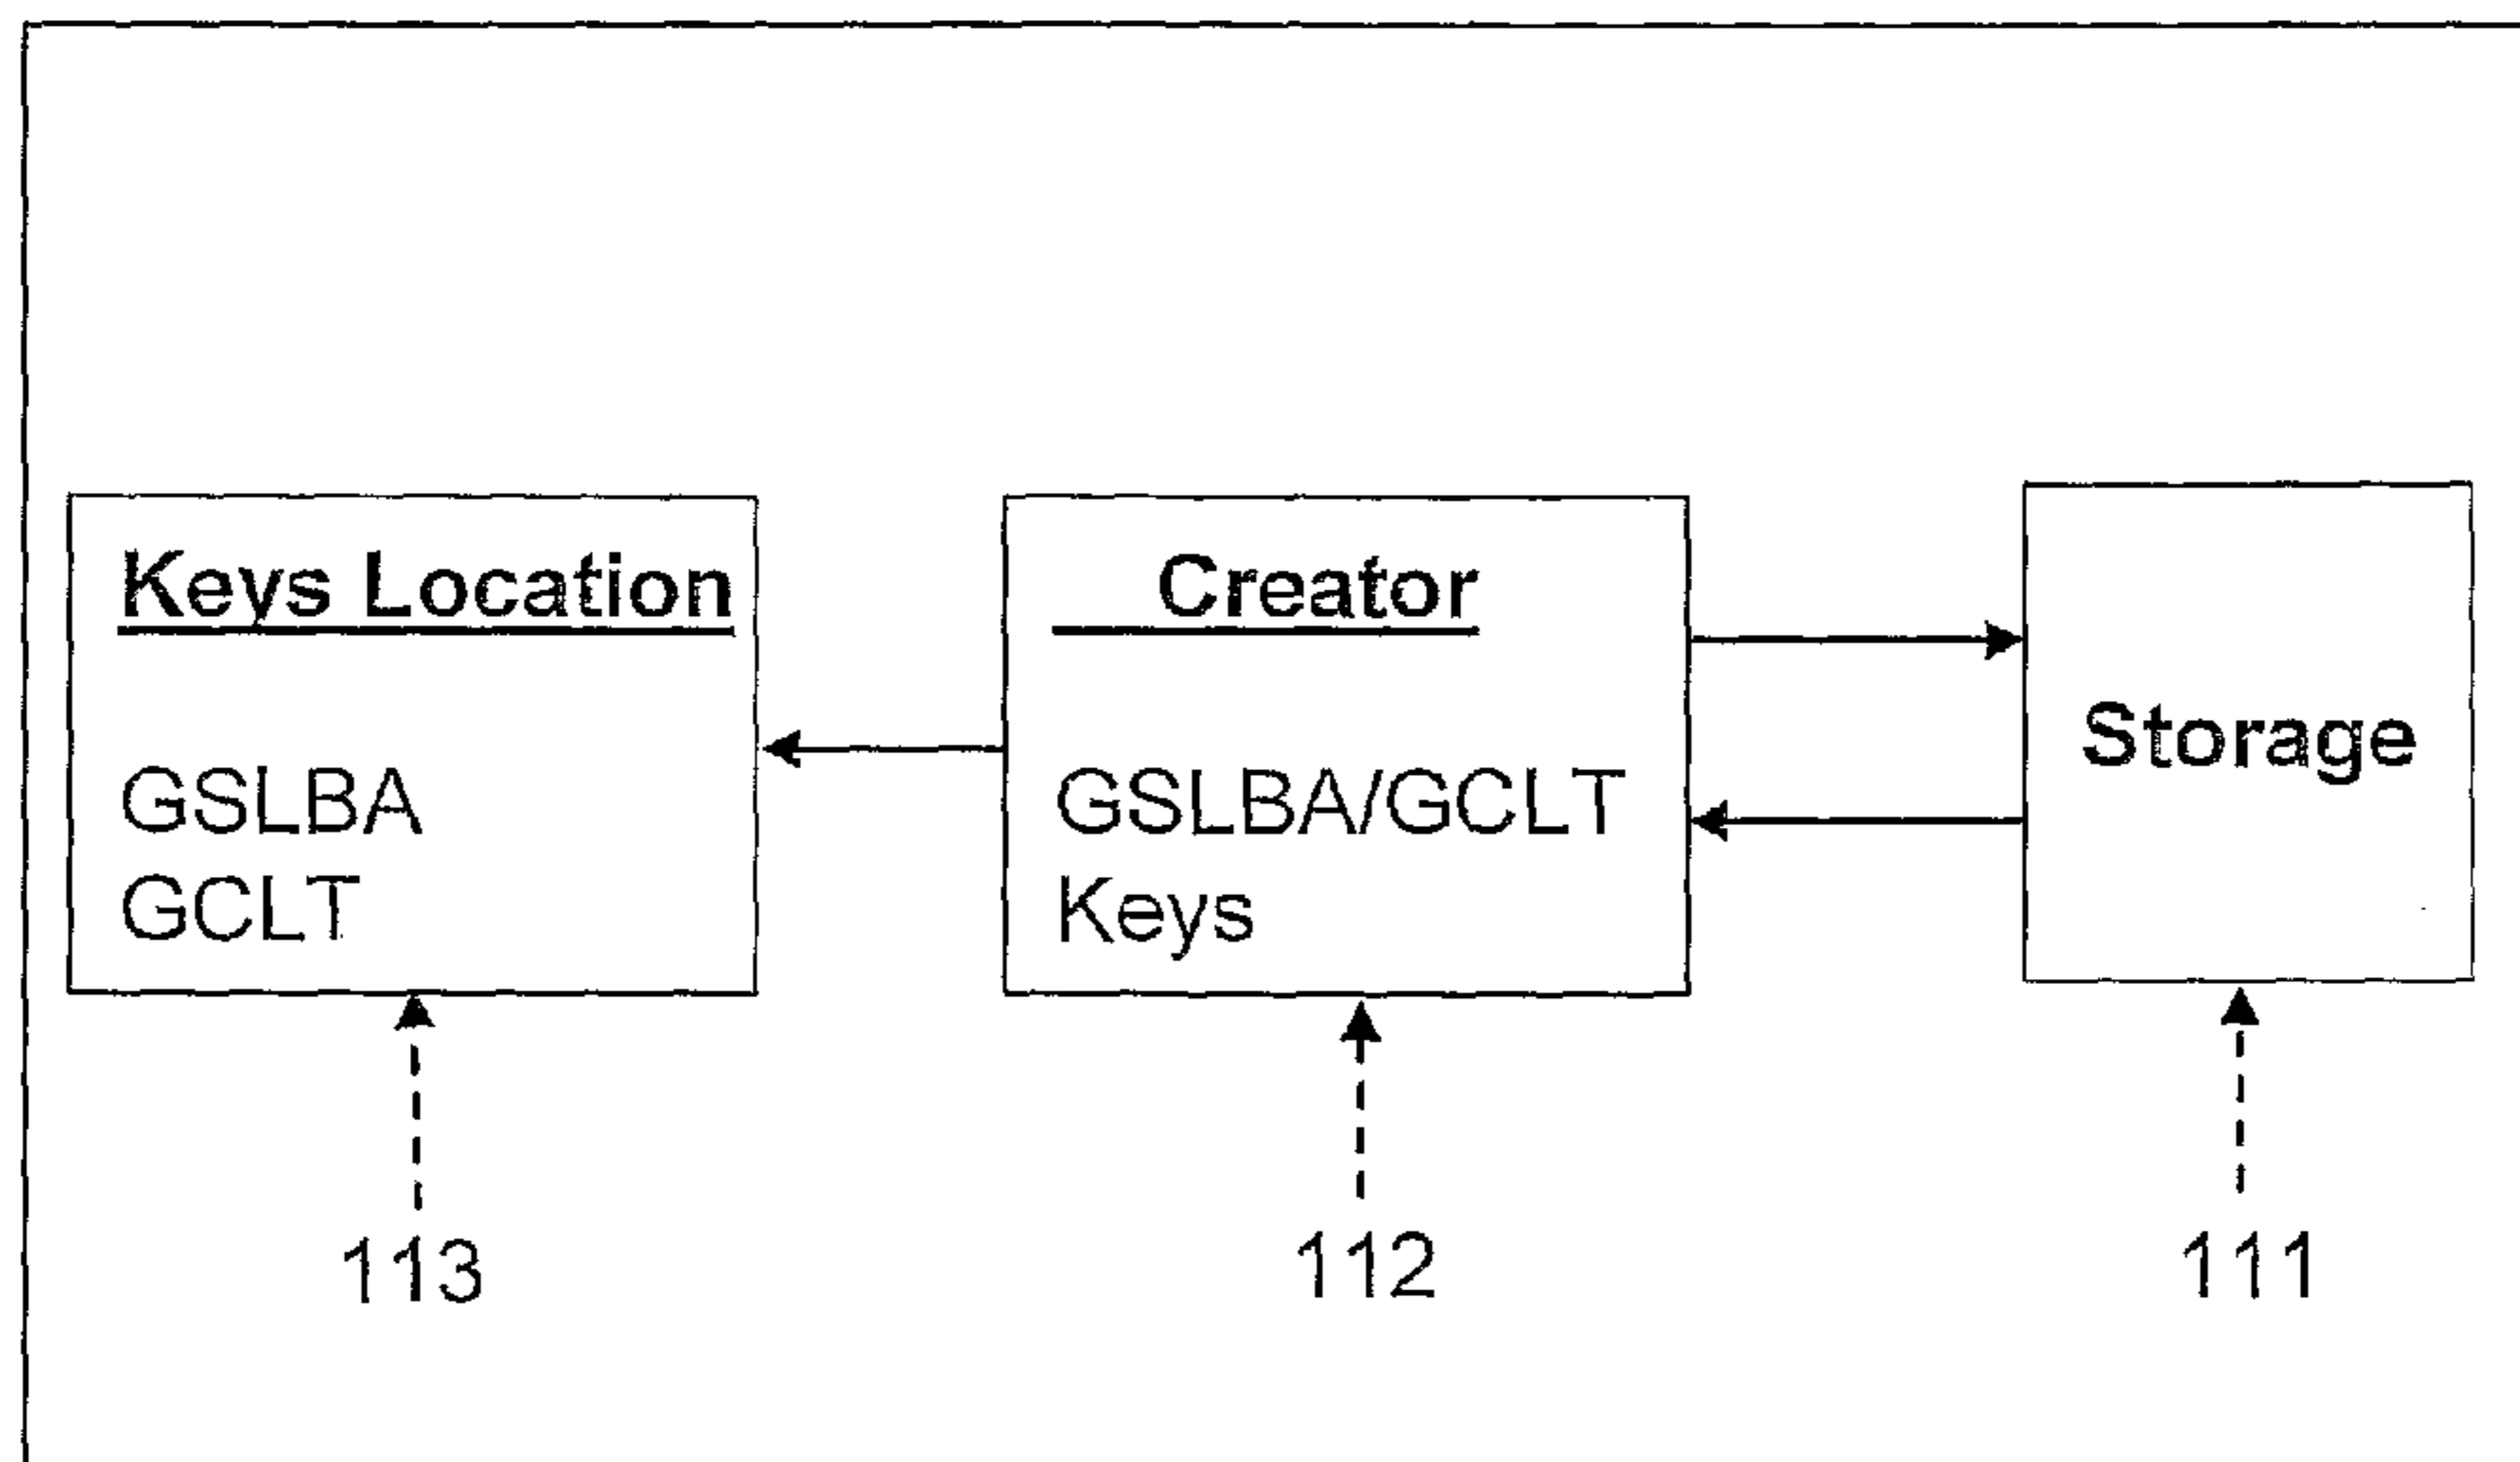 Keys Location
GSLBA
GCLT
Creator
GSLBA/GCLT
Keys
Storage
113
112
111